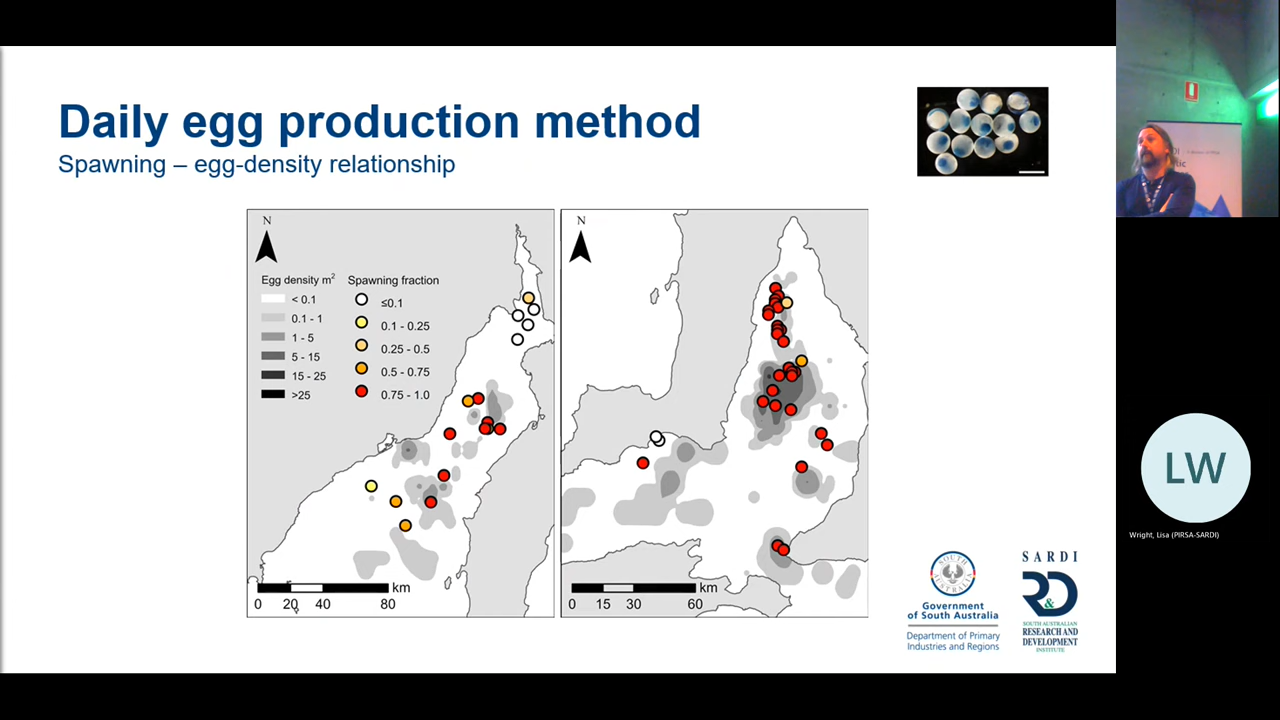 Daily egg production method
Spawning – egg-density relationship
N
Egg density m2
< 0.1
0.1 - 1
1 - 5
5 - 15
15 - 25
>25
Spawning fraction
≤0.1
0.1 - 0.25
0.25 - 0.5
0.5 - 0.75
0.75 - 1.0
km
0 20 40 80
N
km
0 15 30 60
Government
of South Australia
Department of Primary
Industries and Regions
SARDI
R&D
SOUTH AUSTRALIAN
RESEARCH AND
DEVELOPMENT
INSTITUTE
LW
Wright, Lisa (PIRSA-SARDI)